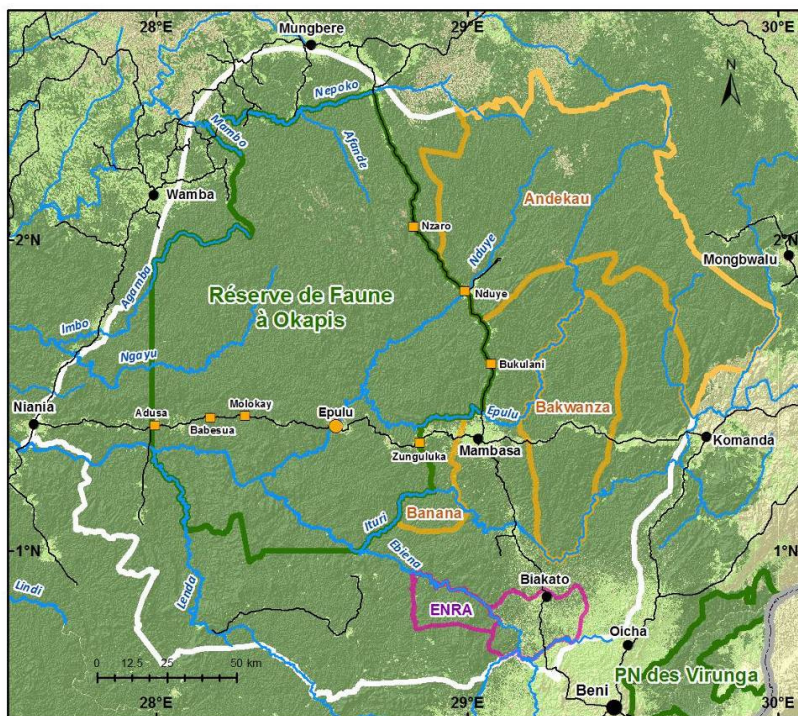 28°E
29°E
30°E
Mungbere
N
Nepoko
Mambo
Afande
Wamba
Andekau
Nzaro
2°N
2°N
Mongbwalu
Nduye
Agamba
Réserve de Faune
à Okapis
Nduye
Imbo
Ngayu
Bukulani
Niania
Adusa
Molokay
Babesua
Epulu
Epulu
Bakwanza
Zunguluka
Mambasa
Komanda
Banana
Ituri
1°N
1°N
Ebiena
Lindi
Lenda
ENRA
Biakato
Oicha
0 12.5 25 50 km
PN des Virunga
Beni
28°E
29°E
30°E